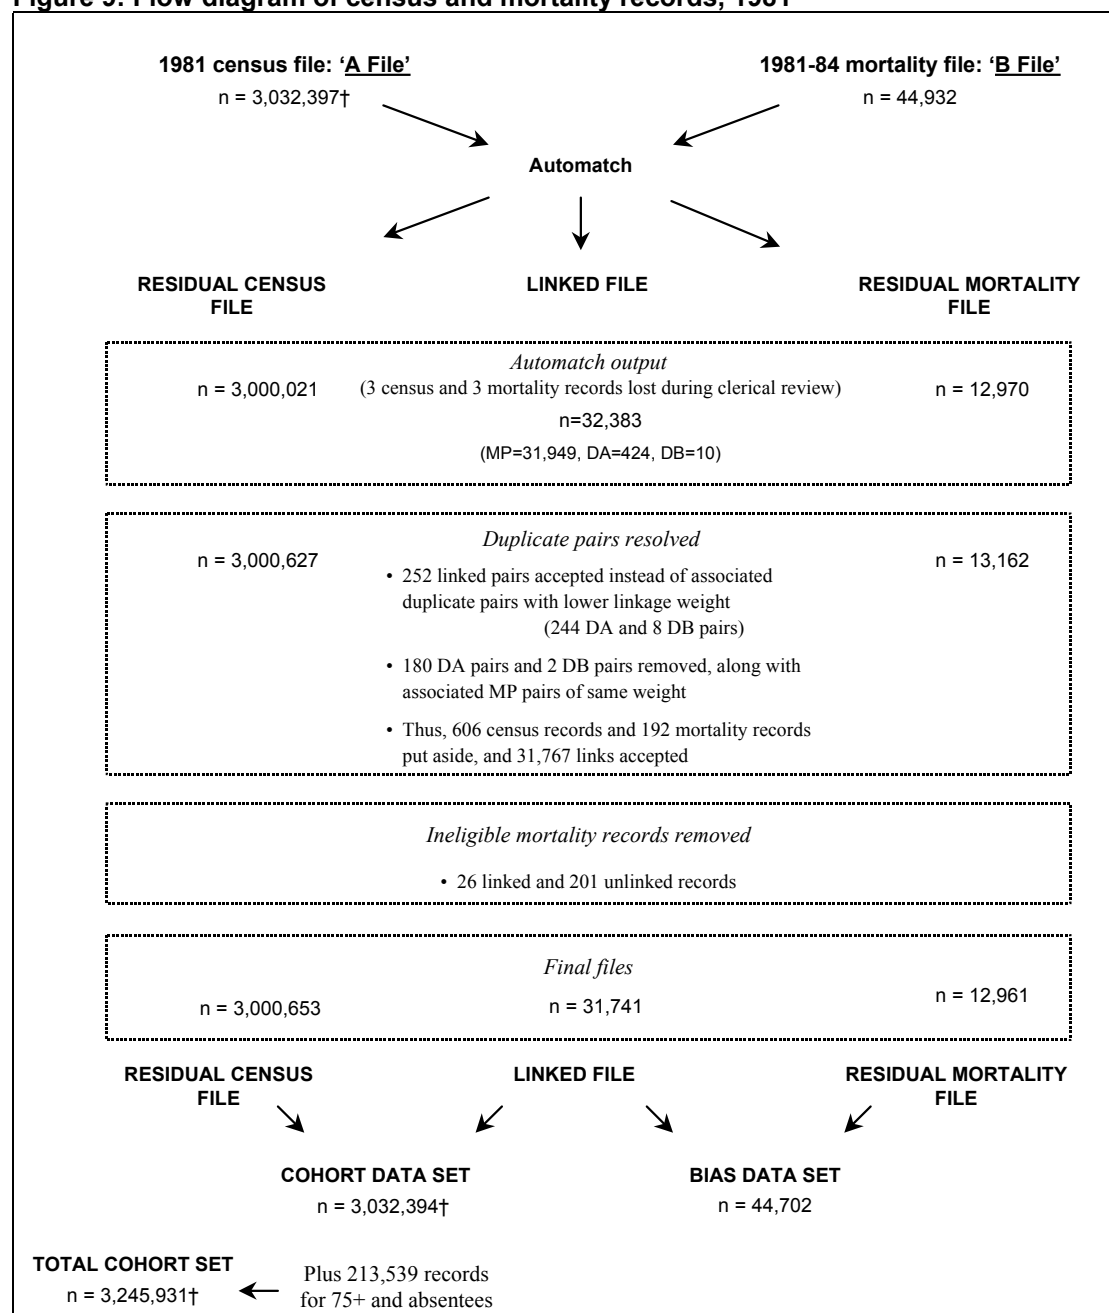 Figure 9: Flow diagram of census and mortality records, 1981
1981 census file: ‘A File’
n = 3,032,397†
1981-84 mortality file: ‘B File’
n = 44,932
Automatch
RESIDUAL CENSUS
FILE
LINKED FILE
RESIDUAL MORTALITY
FILE
Automatch output
n = 3,000,021
(3 census and 3 mortality records lost during clerical review)
n = 12,970
n=32,383
(MP=31,949, DA=424, DB=10)
Duplicate pairs resolved
n = 3,000,627
n = 13,162
• 252 linked pairs accepted instead of associated
duplicate pairs with lower linkage weight
(244 DA and 8 DB pairs)
• 180 DA pairs and 2 DB pairs removed, along with
associated MP pairs of same weight
• Thus, 606 census records and 192 mortality records
put aside, and 31,767 links accepted
Ineligible mortality records removed
• 26 linked and 201 unlinked records
Final files
n = 3,000,653
n = 31,741
n = 12,961
RESIDUAL CENSUS
FILE
LINKED FILE
RESIDUAL MORTALITY
FILE
COHORT DATA SET
n = 3,032,394†
BIAS DATA SET
n = 44,702
TOTAL COHORT SET
n = 3,245,931†
Plus 213,539 records
for 75+ and absentees